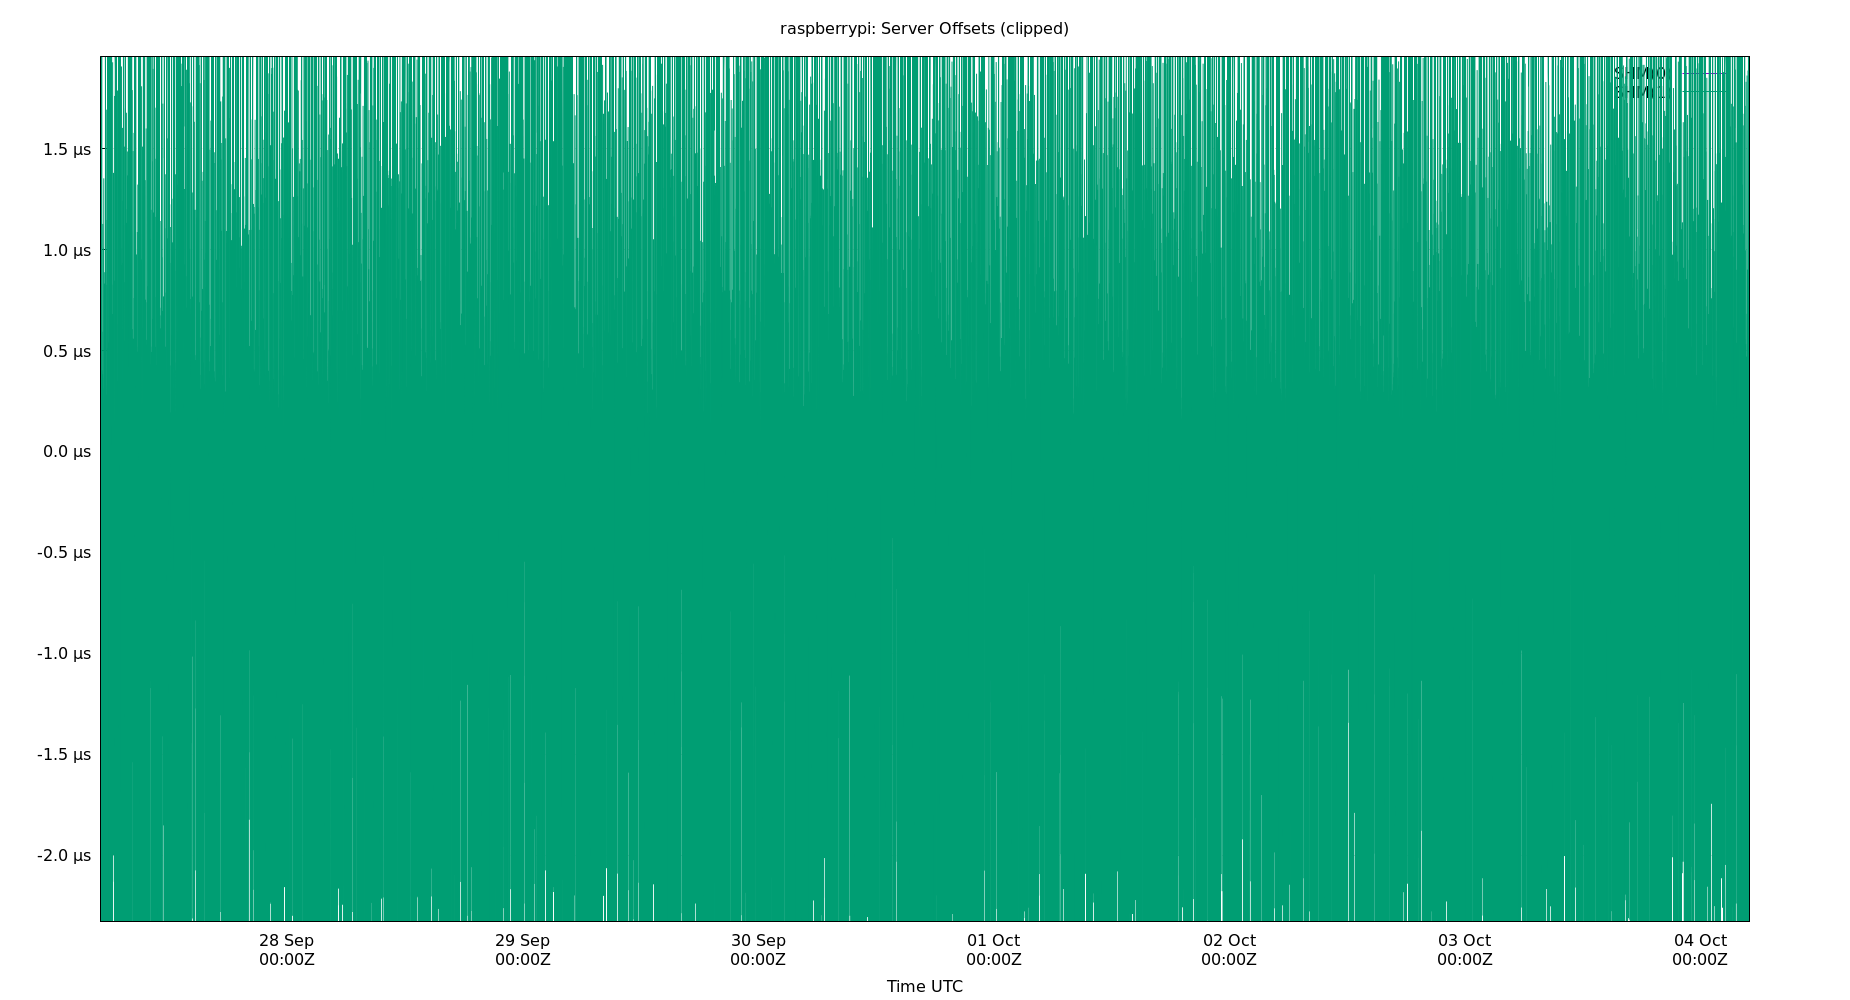 raspberrypi: Server Offsets (clipped)
1.5 µs
1.0 µs
0.5 µs
0.0 µs
-0.5 µs
-1.0 µs
-1.5 µs
-2.0 µs
28 Sep 29 Sep 30 Sep 01 Oct 02 Oct 03 Oct 04 Oct
00:00Z 00:00Z 00:00Z 00:00Z 00:00Z 00:00Z 00:00Z
Time UTC